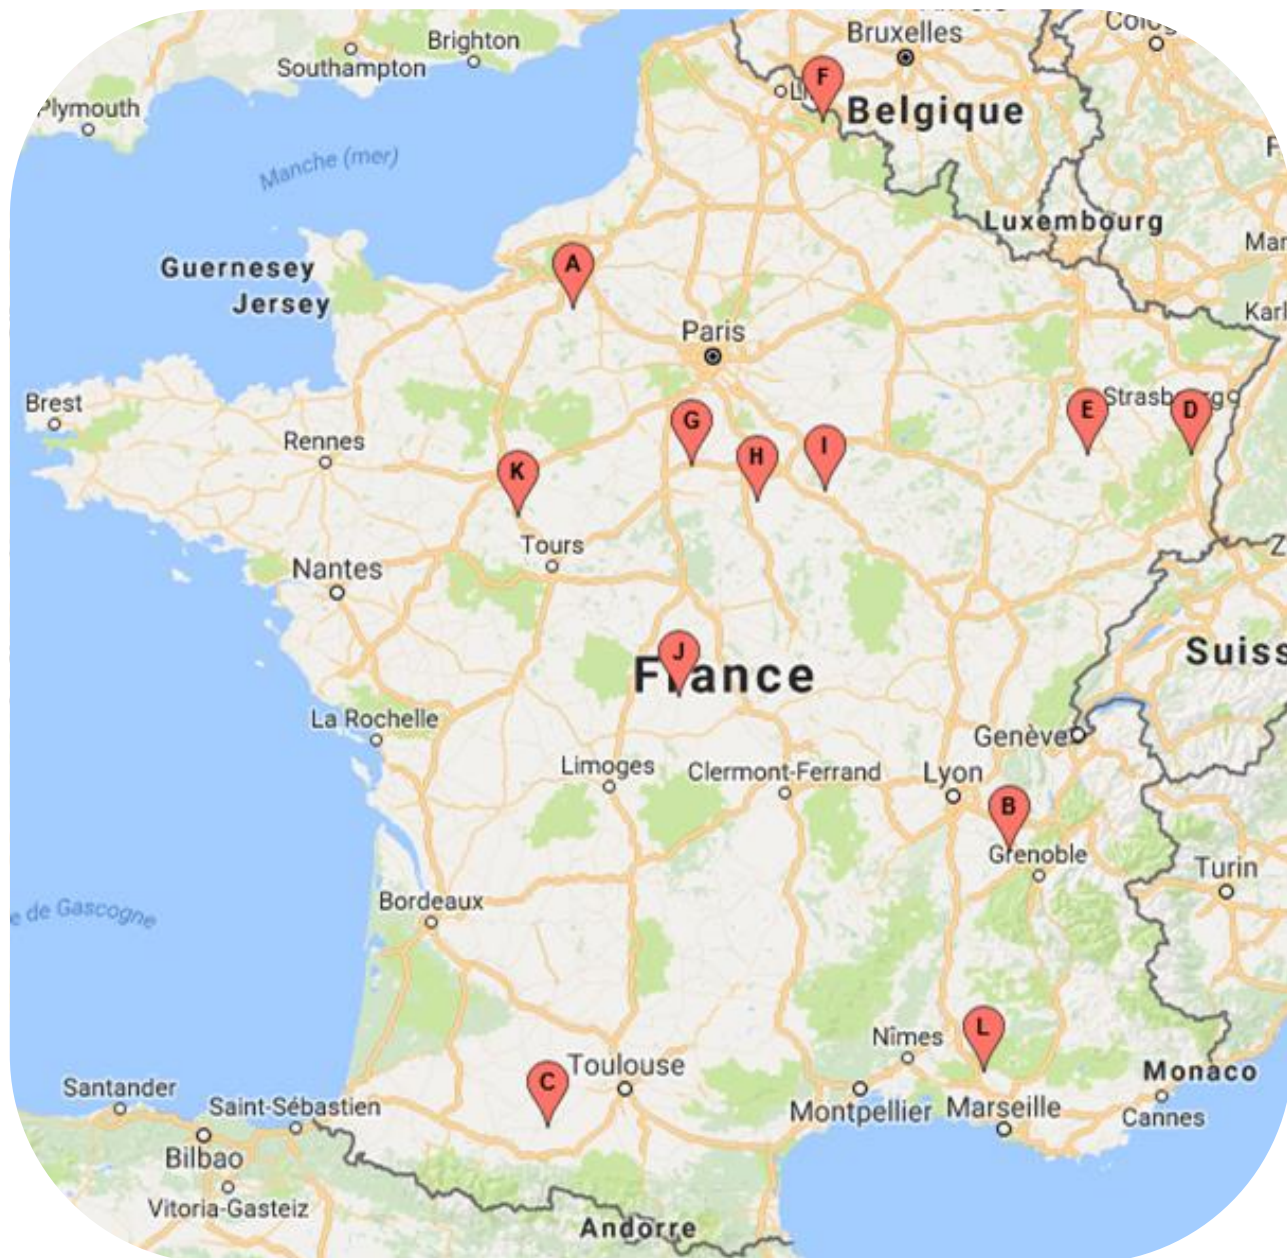 Bruxelles
Brighton
Southampton
F
Plymouth
Belgique
Manche (mer)
Luxembourg
Guernesey
Jersey
A
Paris
Brest
Strasbourg
E
D
G
Rennes
I
H
K
Tours
Nantes
J
France
La Rochelle
Genève
Limoges
Clermont-Ferrand
Lyon
B
Grenoble
Turin
Bordeaux
e de Gascogne
L
Nîmes
C
Toulouse
Monaco
Santander
Saint-Sébastien
Montpellier
Marseille
Cannes
Bilbao
Vitoria-Gasteiz
Andorre